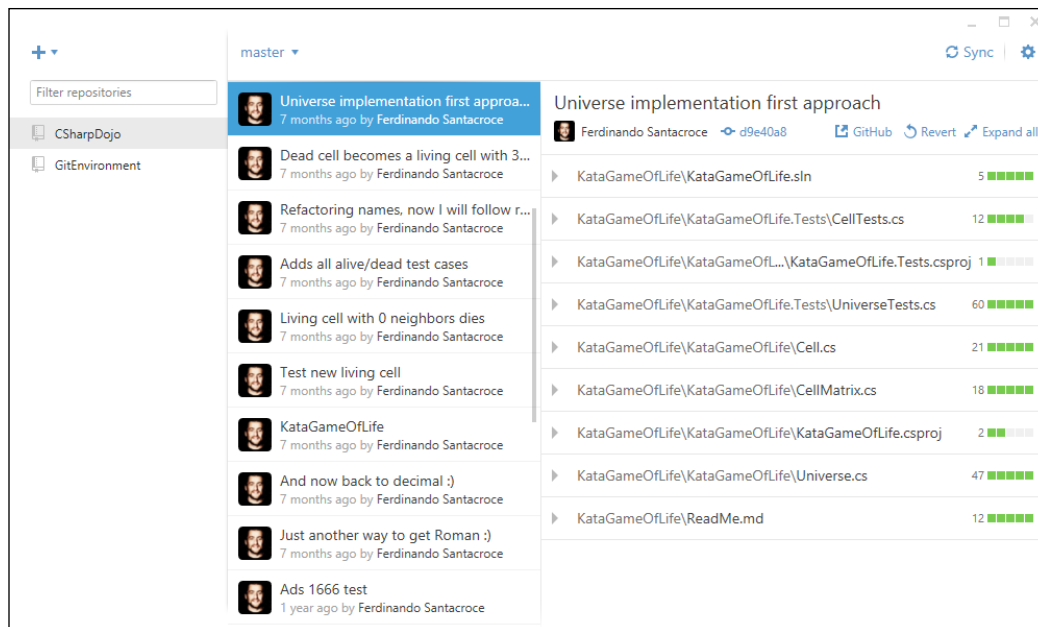 master
Sync
Filter repositories
CSharpDojo
GitEnvironment
Universe implementation first approa...
7 months ago by Ferdinando Santacroce
Dead cell becomes a living cell with 3...
7 months ago by Ferdinando Santacroce
Refactoring names, now I will follow r...
7 months ago by Ferdinando Santacroce
Adds all alive/dead test cases
7 months ago by Ferdinando Santacroce
Living cell with 0 neighbors dies
7 months ago by Ferdinando Santacroce
Test new living cell
7 months ago by Ferdinando Santacroce
KataGameOfLife
7 months ago by Ferdinando Santacroce
And now back to decimal :)
7 months ago by Ferdinando Santacroce
Just another way to get Roman :)
7 months ago by Ferdinando Santacroce
Ads 1666 test
1 year ago by Ferdinando Santacroce
Universe implementation first approach
Ferdinando Santacroce d9e40a8 GitHub Revert Expand all
KataGameOfLife\KataGameOfLife.sln 5
KataGameOfLife\KataGameOfLife.Tests\CellTests.cs 12
KataGameOfLife\KataGameOfL...\KataGameOfLife.Tests.csproj 1
KataGameOfLife\KataGameOfLife.Tests\UniverseTests.cs 60
KataGameOfLife\KataGameOfLife\Cell.cs 21
KataGameOfLife\KataGameOfLife\CellMatrix.cs 18
KataGameOfLife\KataGameOfLife\KataGameOfLife.csproj 2
KataGameOfLife\KataGameOfLife\Universe.cs 47
KataGameOfLife\ReadMe.md 12